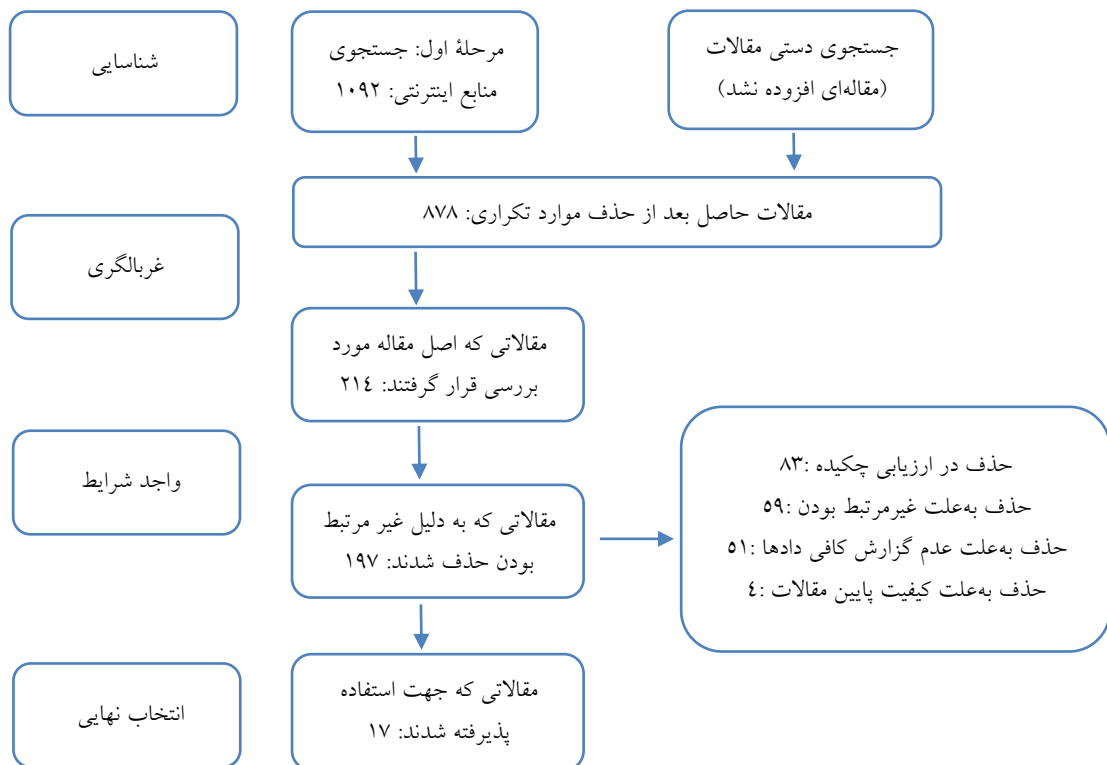 جستجوی دستی مقالات
(مقاله‌ای افزوده نشد)
مرحلهٔ اول: جستجوی
منابع اینترنتی: ۱۰۹۲
شناسایی
مقالات حاصل بعد از حذف موارد تکراری: ۸۷۸
غربالگری
مقالاتی که اصل مقاله مورد
بررسی قرار گرفتند: ۲۱۴
واجد شرایط
مقالاتی که به دلیل غیر مرتبط
بودن حذف شدند: ۱۹۷
حذف در ارزیابی چکیده :۸۳
حذف به‌علت غیرمرتبط بودن :۵۹
حذف به‌علت عدم گزارش کافی دادها :۵۱
حذف به‌علت کیفیت پایین مقالات :۴
مقالاتی که جهت استفاده
پذیرفته شدند: ۱۷
انتخاب نهایی